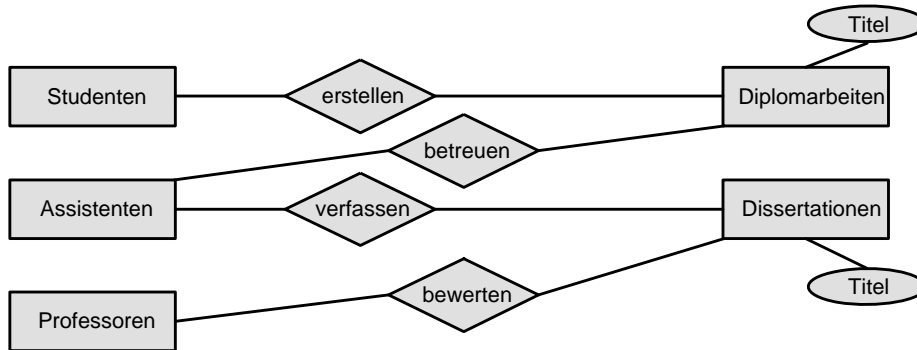 Titel
Studenten
erstellen
Diplomarbeiten
betreuen
Assistenten
verfassen
Dissertationen
Professoren
bewerten
Titel